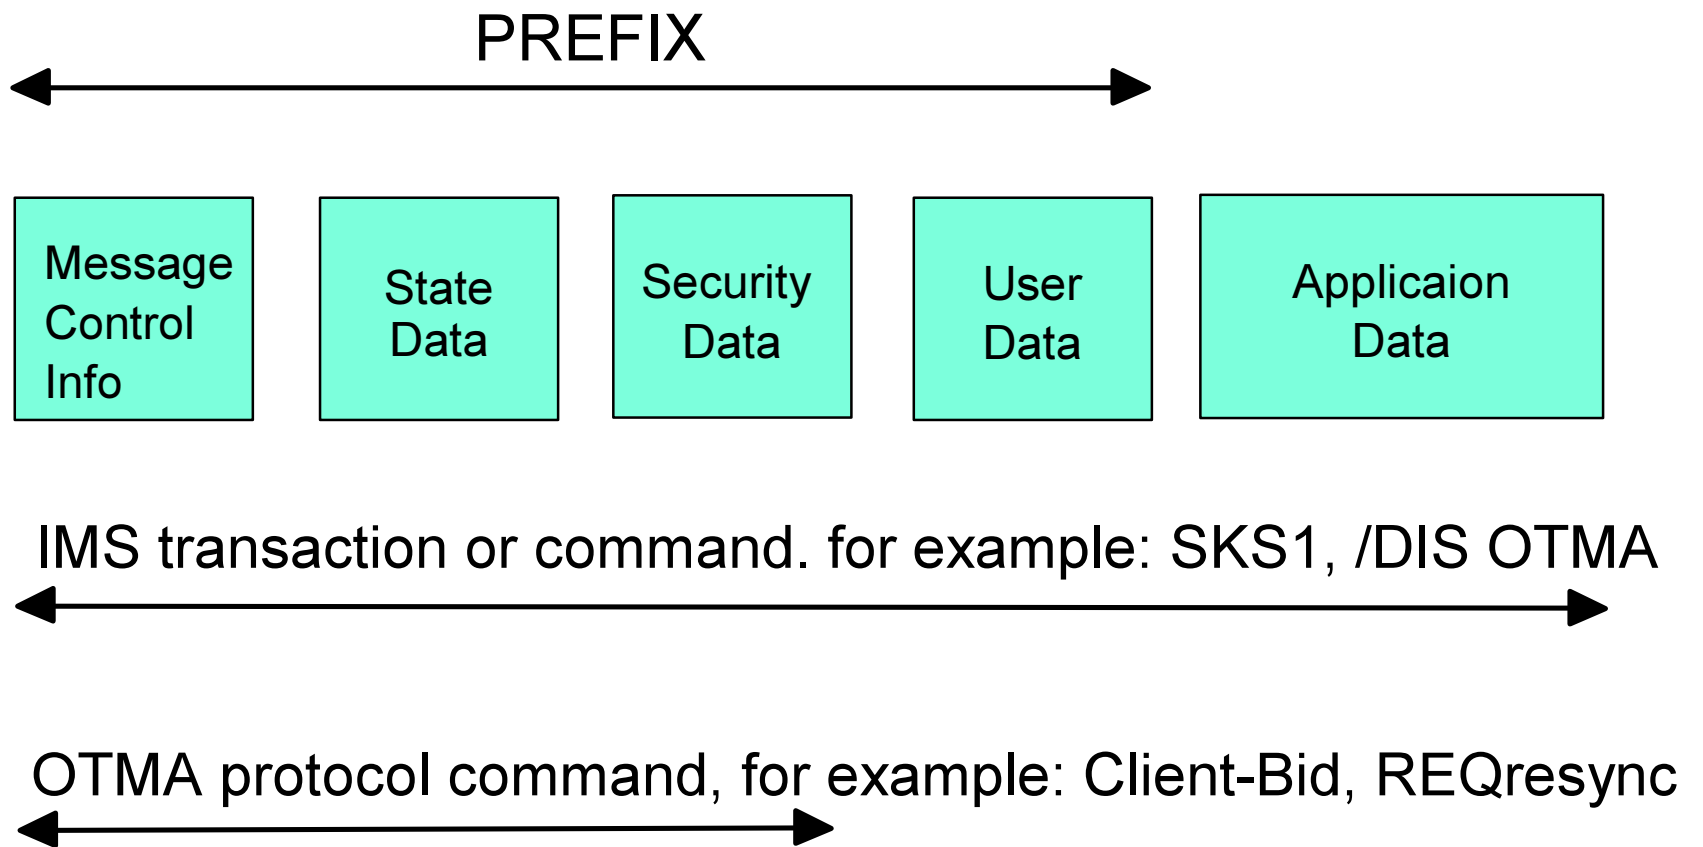 PREFIX
Message
Control
Info
State
Data
Security
Data
User
Data
Applicaion
Data
IMS transaction or command. for example: SKS1, /DIS OTMA
OTMA protocol command, for example: Client-Bid, REQresync